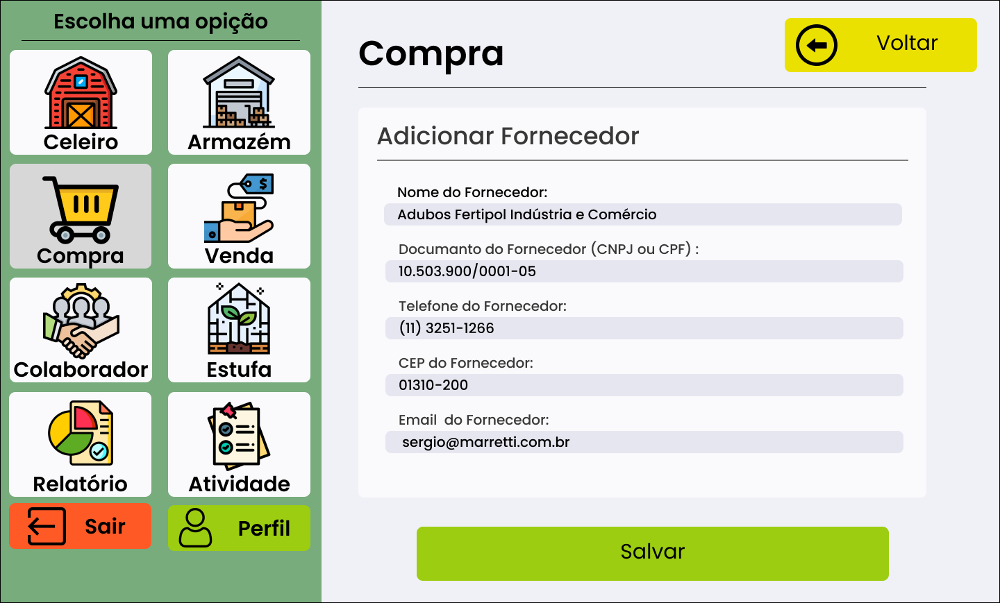 Escolha uma opição
Celeiro
Armazém
Compra
Venda
Colaborador
Estufa
Relatório
Atividade
Sair
Perfil
Compra
Voltar
Adicionar Fornecedor
Nome do Fornecedor:
Adubos Fertipol Indústria e Comércio
Documanto do Fornecedor (CNPJ ou CPF) :
10.503.900/0001-05
Telefone do Fornecedor:
(11) 3251-1266
CEP do Fornecedor:
01310-200
Email  do Fornecedor:
sergio@marretti.com.br
Salvar